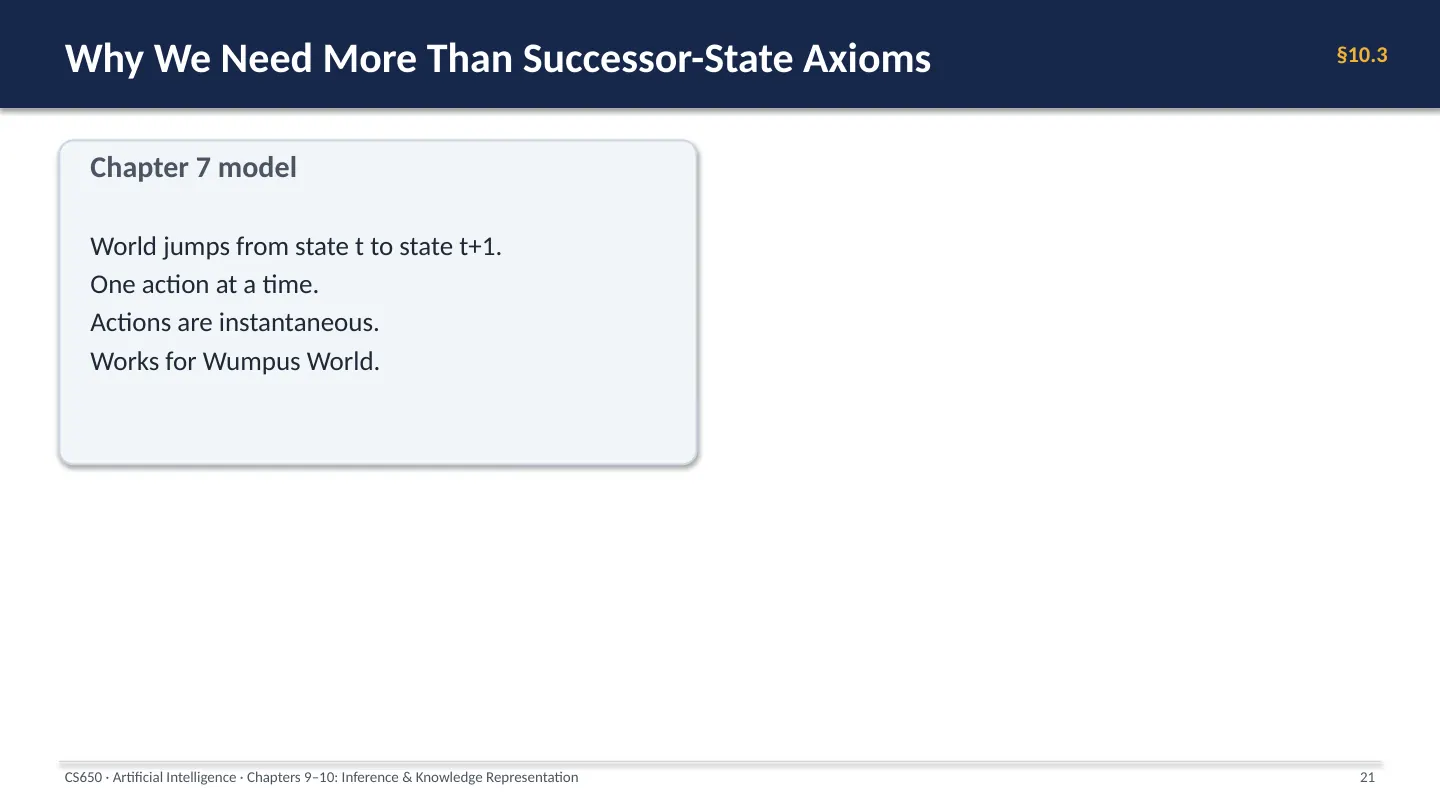 Why We Need More Than Successor-State Axioms
§10.3
Chapter 7 model
World jumps from state t to state t+1.
One action at a time.
Actions are instantaneous.
Works for Wumpus World.
CS650 · Artificial Intelligence · Chapters 9–10: Inference & Knowledge Representation
21